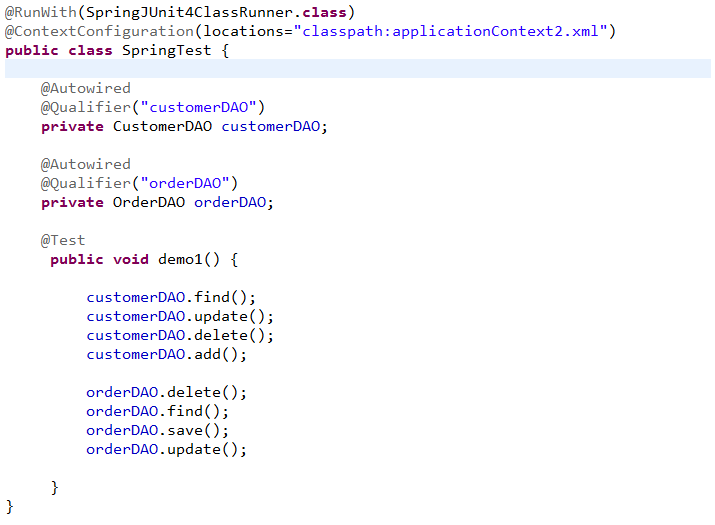 @RunWith(SpringJUnit4ClassRunner.class)
@ContextConfiguration(locations="classpath:applicationContext2.xml")
public class SpringTest {
@Autowired
@Qualifier("customerDAO")
private CustomerDAO customerDAO;
@Autowired
@Qualifier("orderDAO")
private OrderDAO orderDAO;
@Test
public void demo1() {
customerDAO.find();
customerDAO.update();
customerDAO.delete();
customerDAO.add();
orderDAO.delete();
orderDAO.find();
orderDAO.save();
orderDAO.update();
}
}